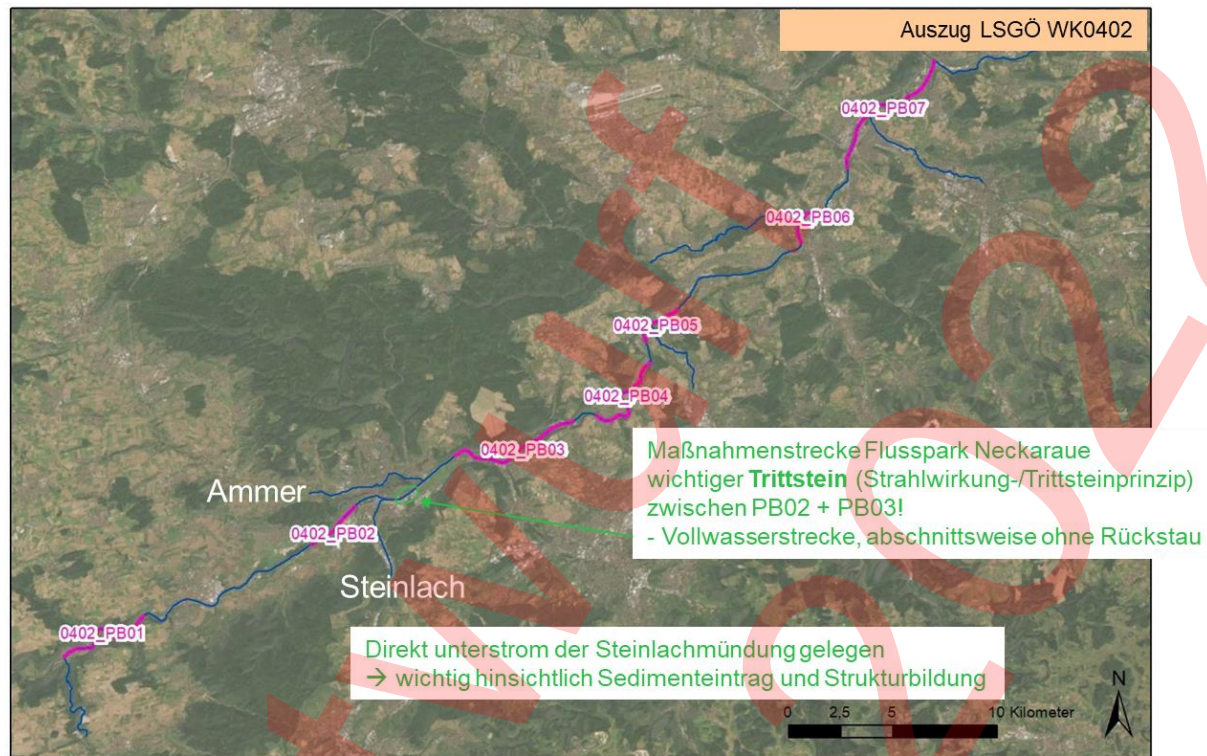 Auszug LSGÖ WK0402
0402_PB07
0402_PB06
0402_PB05
0402_PB04
0402_PB03
Maßnahmenstrecke Flusspark Neckaraue
wichtiger Trittstein (Strahlwirkung-/Trittsteinprinzip)
zwischen PB02 + PB03!
- Vollwasserstrecke, abschnittsweise ohne Rückstau
Ammer
0402_PB02
Steinlach
0402_PB01
Direkt unterstrom der Steinlachmündung gelegen
→ wichtig hinsichtlich Sedimenteintrag und Strukturbildung
N
0 2,5 5 10 Kilometer